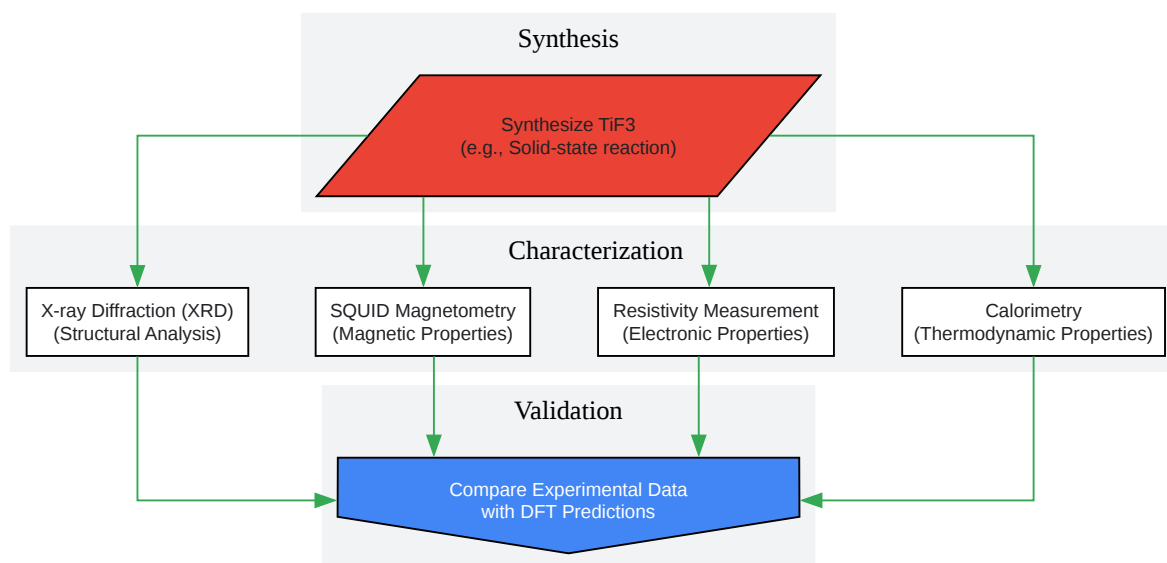 Synthesis
Synthesize TiF3
(e.g., Solid-state reaction)
Characterization
X-ray Diffraction (XRD)
(Structural Analysis)
SQUID Magnetometry
(Magnetic Properties)
Resistivity Measurement
(Electronic Properties)
Calorimetry
(Thermodynamic Properties)
Validation
Compare Experimental Data
with DFT Predictions